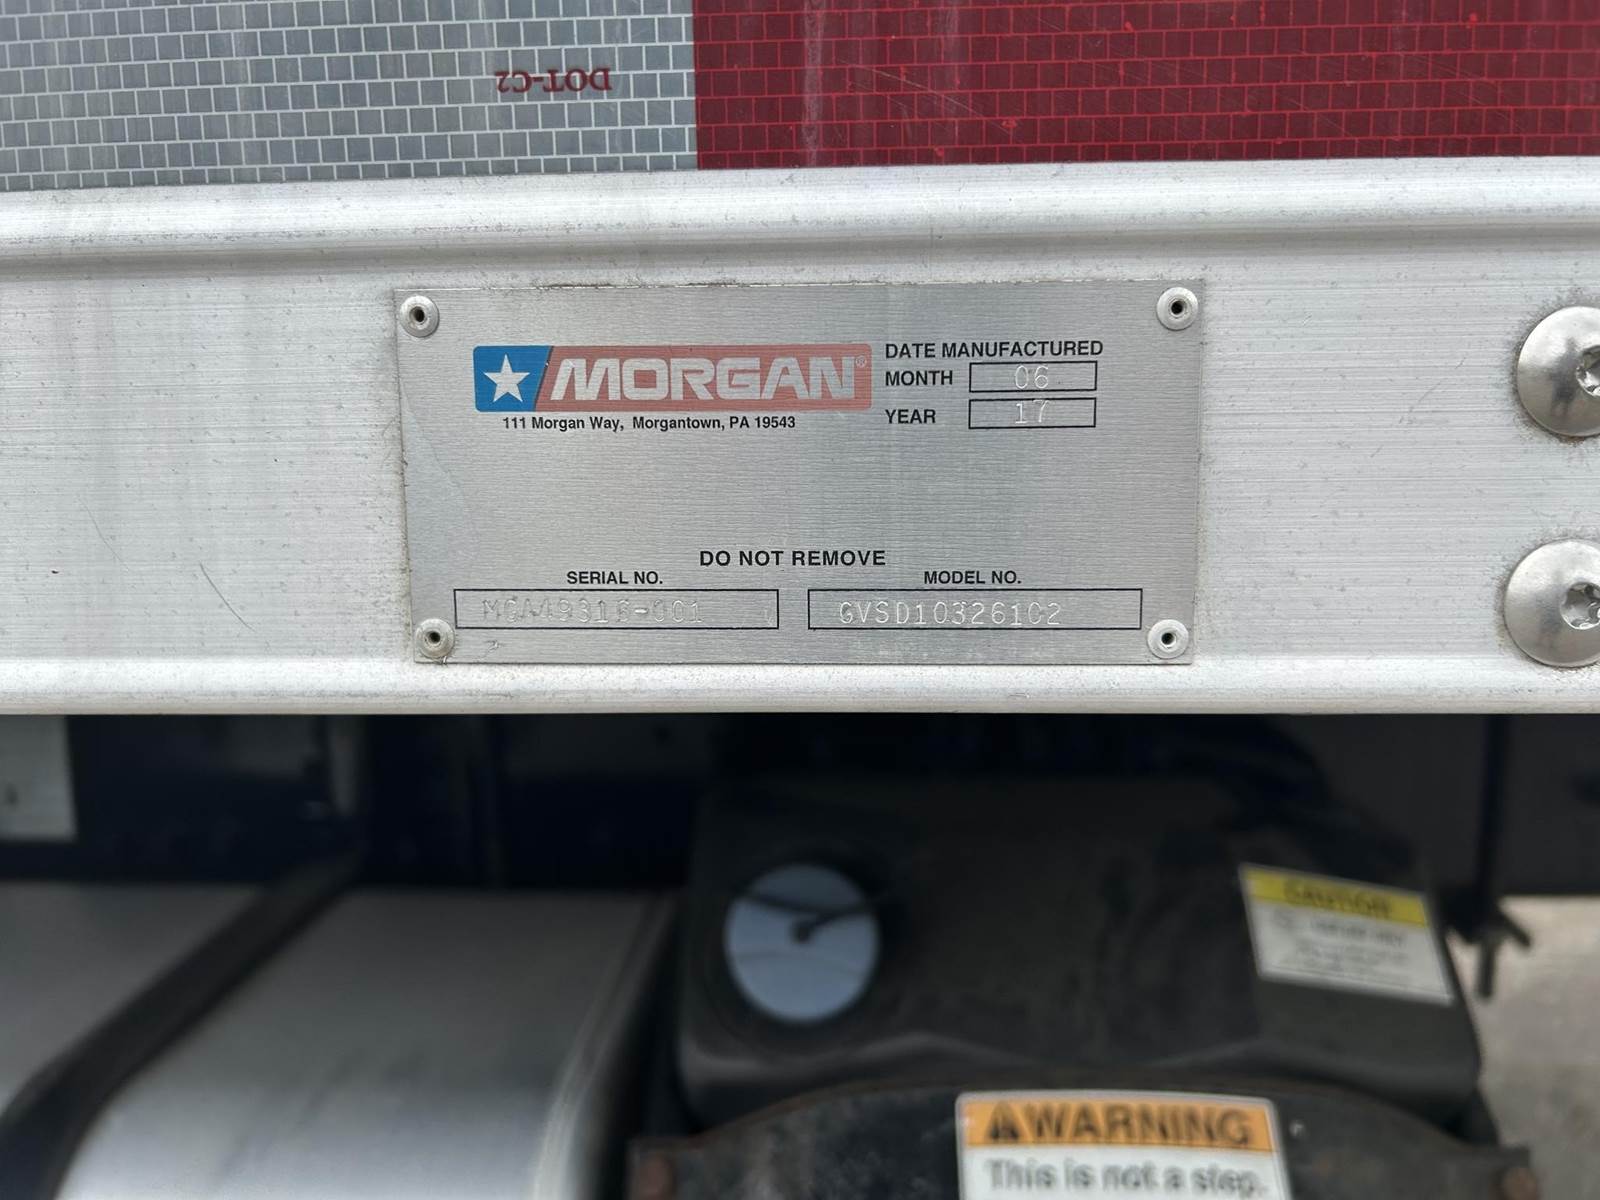 DOT-C2
MORGAN®
111 Morgan Way, Morgantown, PA 19543
DATE MANUFACTURED
MONTH 06
YEAR 17
DO NOT REMOVE
SERIAL NO. MODEL NO.
GVSD10326102
CAUTION
WARNING
This is not a step.